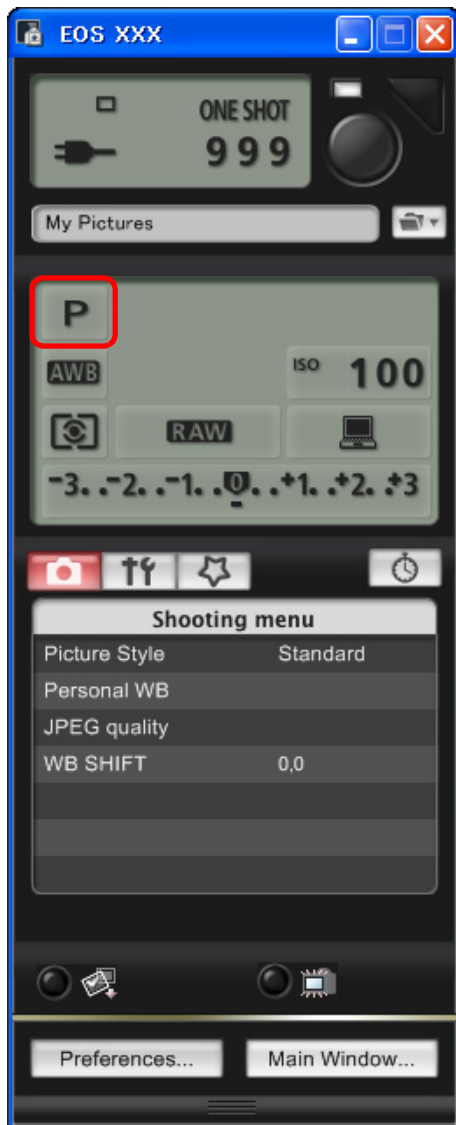 EOS XXX
ONE SHOT
999
My Pictures
P
AWB
ISO 100
RAW
-3. .-2. .-1. .0. .+1. .+2. .+3
Shooting menu
Picture Style Standard
Personal WB
JPEG quality
WB SHIFT 0,0
Preferences... Main Window...